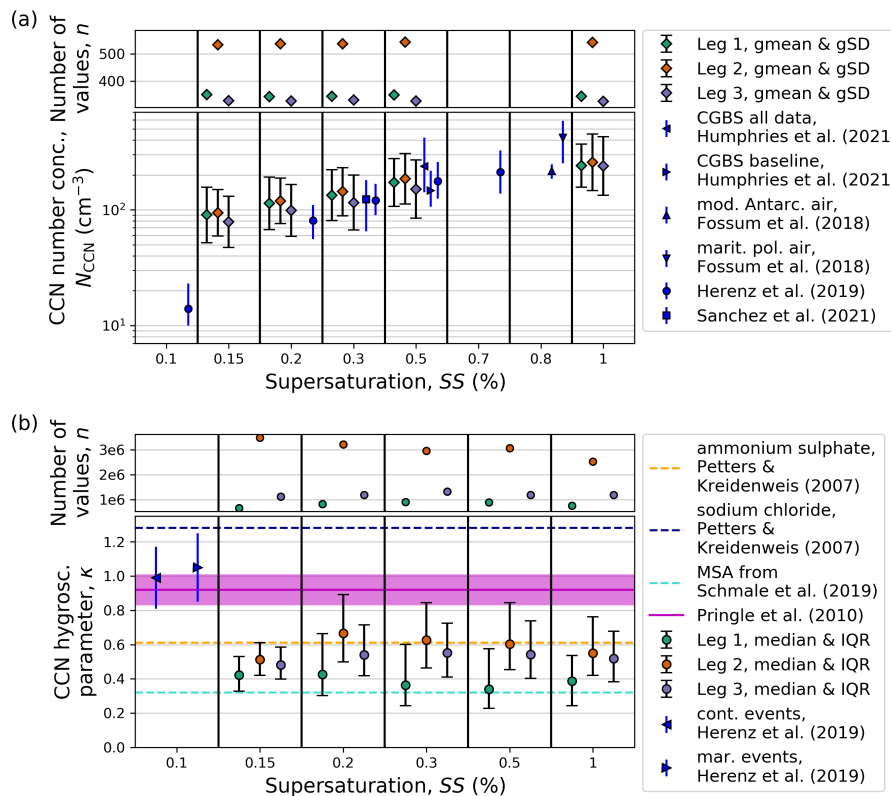 (a)
Number of
values, n
500
400
CCN number conc.,
N_CCN (cm⁻³)
10²
10¹
0.1
0.15
0.2
0.3
0.5
0.7
0.8
1
Supersaturation, SS (%)
Leg 1, gmean & gSD
Leg 2, gmean & gSD
Leg 3, gmean & gSD
CGBS all data,
Humphries et al. (2021
CGBS baseline,
Humphries et al. (2021
mod. Antarc. air,
Fossum et al. (2018)
marit. pol. air,
Fossum et al. (2018)
Herenz et al. (2019)
Sanchez et al. (2021)
(b)
Number of
values, n
3e6
2e6
1e6
CCN hygrosc.
parameter, κ
1.2
1.0
0.8
0.6
0.4
0.2
0.0
0.1
0.15
0.2
0.3
0.5
1
Supersaturation, SS (%)
ammonium sulphate,
Petters &
Kreidenweis (2007)
sodium chloride,
Petters &
Kreidenweis (2007)
MSA from
Schmale et al. (2019)
Pringle et al. (2010)
Leg 1, median & IQR
Leg 2, median & IQR
Leg 3, median & IQR
cont. events,
Herenz et al. (2019)
mar. events,
Herenz et al. (2019)